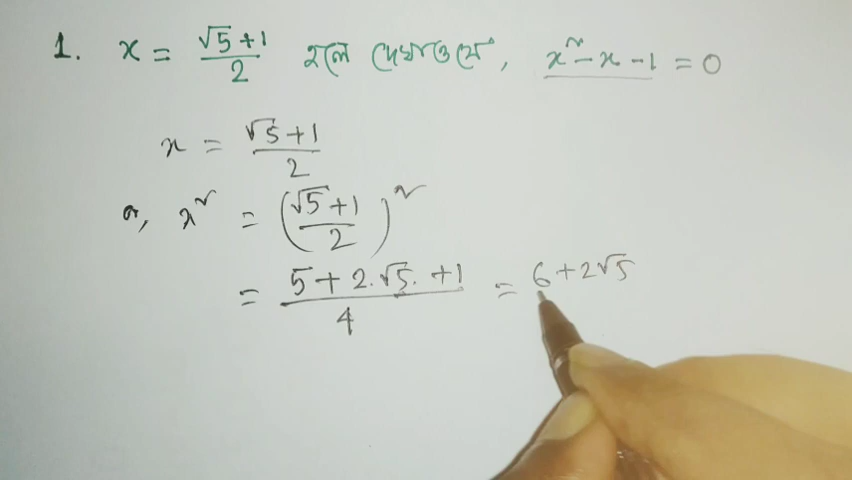 1. x = (√5+1)/2 হলে দেখাও যে, x² - x - 1 = 0
x = (√5+1)/2
বা, x² = ((√5+1)/2)²
= (5+2.√5.+1)/4 = 6+2√5